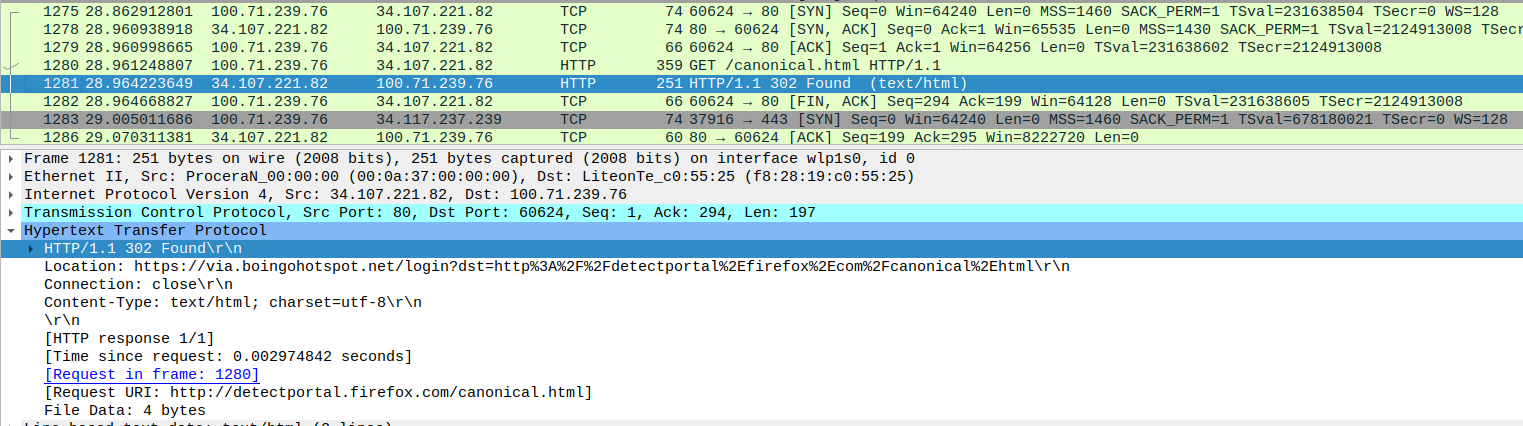 1275 28.862912801 100.71.239.76 34.107.221.82 TCP 74 60624 → 80 [SYN] Seq=0 Win=64240 Len=0 MSS=1460 SACK_PERM=1 TSval=231638504 TSecr=0 WS=128
1278 28.960938918 34.107.221.82 100.71.239.76 TCP 74 80 → 60624 [SYN, ACK] Seq=0 Ack=1 Win=65535 Len=0 MSS=1430 SACK_PERM=1 TSval=2124913008 TSecr
1279 28.960998665 100.71.239.76 34.107.221.82 TCP 66 60624 → 80 [ACK] Seq=1 Ack=1 Win=64256 Len=0 TSval=231638602 TSecr=2124913008
1280 28.961248807 100.71.239.76 34.107.221.82 HTTP 359 GET /canonical.html HTTP/1.1
1281 28.964223649 34.107.221.82 100.71.239.76 HTTP 251 HTTP/1.1 302 Found (text/html)
1282 28.964668827 100.71.239.76 34.107.221.82 TCP 66 60624 → 80 [FIN, ACK] Seq=294 Ack=199 Win=64128 Len=0 TSval=231638605 TSecr=2124913008
1283 29.005011686 100.71.239.76 34.117.237.239 TCP 74 37916 → 443 [SYN] Seq=0 Win=64240 Len=0 MSS=1460 SACK_PERM=1 TSval=678180021 TSecr=0 WS=128
1286 29.070311381 34.107.221.82 100.71.239.76 TCP 60 80 → 60624 [ACK] Seq=199 Ack=295 Win=8222720 Len=0
Frame 1281: 251 bytes on wire (2008 bits), 251 bytes captured (2008 bits) on interface wlp1s0, id 0
Ethernet II, Src: ProceraN_00:00:00 (00:0a:37:00:00:00), Dst: LiteonTe_c0:55:25 (f8:28:19:c0:55:25)
Internet Protocol Version 4, Src: 34.107.221.82, Dst: 100.71.239.76
Transmission Control Protocol, Src Port: 80, Dst Port: 60624, Seq: 1, Ack: 294, Len: 197
Hypertext Transfer Protocol
HTTP/1.1 302 Found\r\n
Location: https://via.boingohotspot.net/login?dst=http%3A%2F%2Fdetectportal%2Efirefox%2Ecom%2Fcanonical%2Ehtml\r\n
Connection: close\r\n
Content-Type: text/html; charset=utf-8\r\n
\r\n
[HTTP response 1/1]
[Time since request: 0.002974842 seconds]
[Request in frame: 1280]
[Request URI: http://detectportal.firefox.com/canonical.html]
File Data: 4 bytes